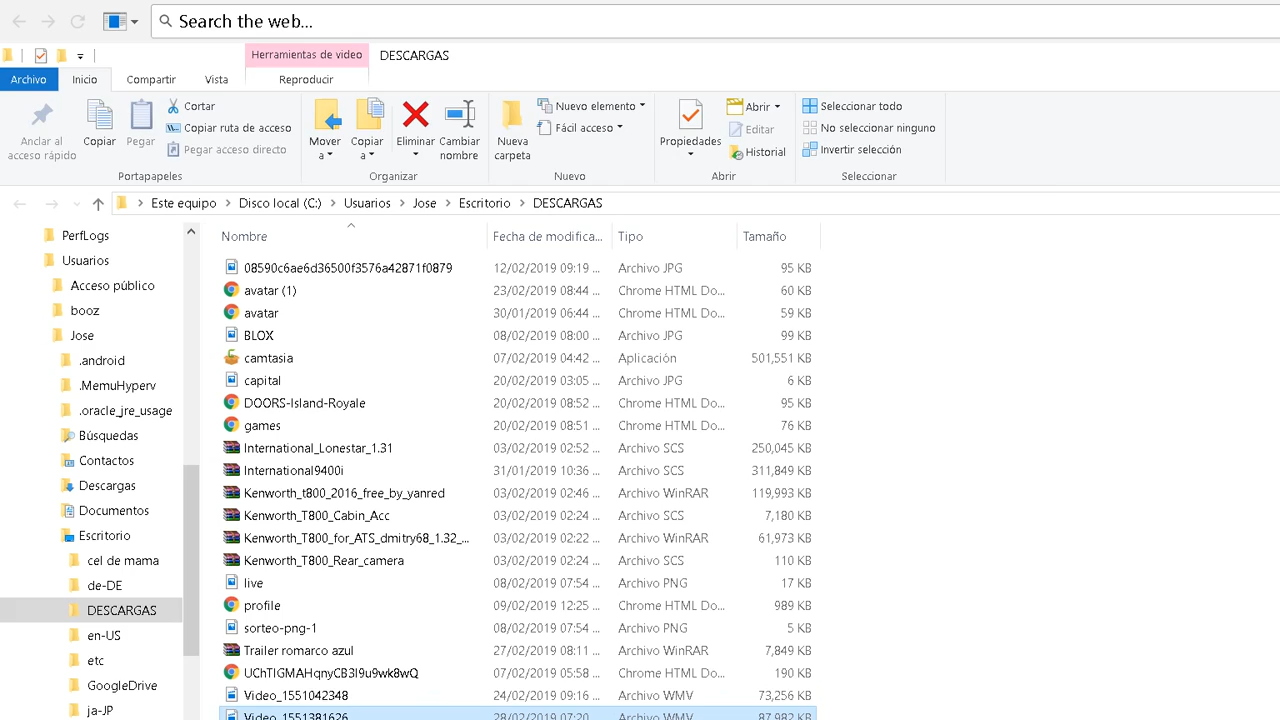 Search the web...
Herramientas de video
DESCARGAS
Archivo
Inicio
Compartir
Vista
Reproducir
Anclar al
acceso rápido
Copiar
Pegar
Cortar
Copiar ruta de acceso
Pegar acceso directo
Portapapeles
Mover
a
Copiar
a
Eliminar
Cambiar
nombre
Organizar
Nueva
carpeta
Nuevo elemento
Fácil acceso
Nuevo
Propiedades
Abrir
Editar
Historial
Abrir
Seleccionar todo
No seleccionar ninguno
Invertir selección
Seleccionar
Este equipo > Disco local (C:) > Usuarios > Jose > Escritorio > DESCARGAS
PerfLogs
Usuarios
Acceso público
booz
Jose
.android
.MemuHyperv
.oracle_jre_usage
Búsquedas
Contactos
Descargas
Documentos
Escritorio
cel de mama
de-DE
DESCARGAS
en-US
etc
GoogleDrive
ja-JP
Nombre Fecha de modifica... Tipo Tamaño
08590c6ae6d36500f3576a42871f0879 12/02/2019 09:19 ... Archivo JPG 95 KB
avatar (1) 23/02/2019 08:44 ... Chrome HTML Do... 60 KB
avatar 30/01/2019 06:44 ... Chrome HTML Do... 59 KB
BLOX 08/02/2019 08:00 ... Archivo JPG 99 KB
camtasia 07/02/2019 04:42 ... Aplicación 501,551 KB
capital 20/02/2019 03:05 ... Archivo JPG 6 KB
DOORS-Island-Royale 20/02/2019 08:52 ... Chrome HTML Do... 95 KB
games 20/02/2019 08:51 ... Chrome HTML Do... 76 KB
International_Lonestar_1.31 03/02/2019 02:52 ... Archivo SCS 250,045 KB
International9400i 31/01/2019 10:36 ... Archivo SCS 311,849 KB
Kenworth_t800_2016_free_by_yanred 03/02/2019 02:46 ... Archivo WinRAR 119,993 KB
Kenworth_T800_Cabin_Acc 03/02/2019 02:24 ... Archivo SCS 7,180 KB
Kenworth_T800_for_ATS_dmitry68_1.32_... 03/02/2019 02:22 ... Archivo WinRAR 61,973 KB
Kenworth_T800_Rear_camera 03/02/2019 02:24 ... Archivo SCS 110 KB
live 08/02/2019 07:54 ... Archivo PNG 17 KB
profile 09/02/2019 12:25 ... Chrome HTML Do... 989 KB
sorteo-png-1 08/02/2019 07:54 ... Archivo PNG 5 KB
Trailer romarco azul 27/02/2019 08:11 ... Archivo WinRAR 7,849 KB
UChTIGMAHqnyCB3I9u9wk8wQ 07/02/2019 05:58 ... Chrome HTML Do... 190 KB
Video_1551042348 24/02/2019 09:16 ... Archivo WMV 73,256 KB
Video_1551381626 28/02/2019 07:20 ... Archivo WMV 87,982 KB